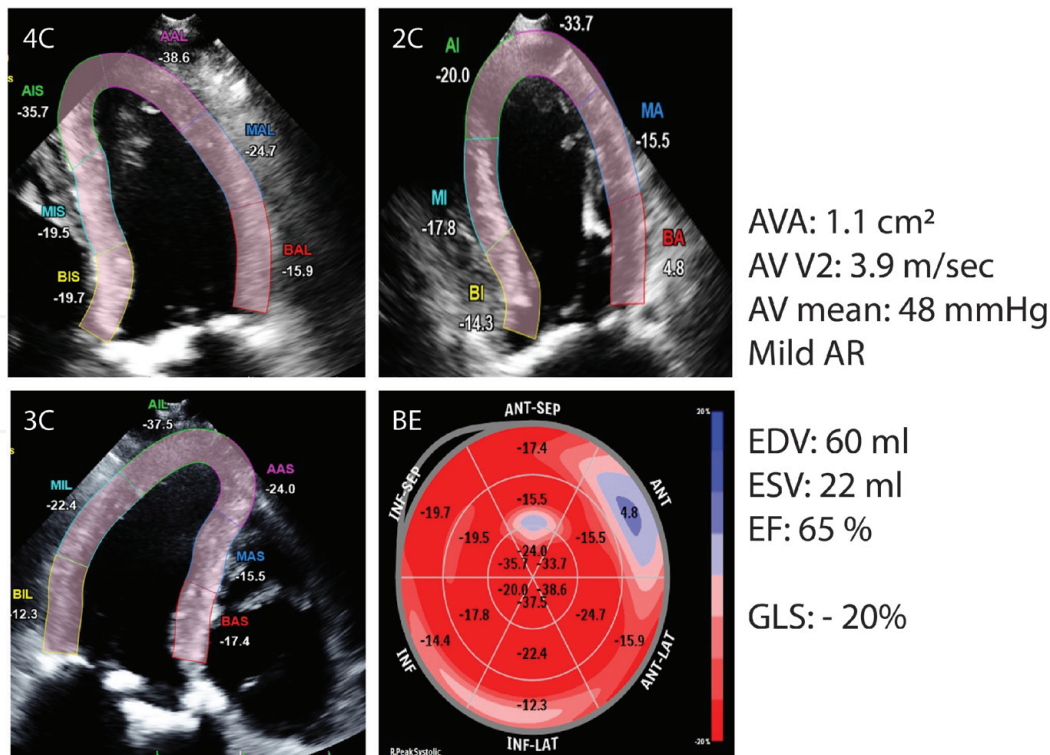 4C
AAL
-38.6
AIS
-35.7
MAL
-24.7
MIS
-19.5
BAL
-15.9
BIS
-19.7
s
2C
-33.7
AI
-20.0
MA
-15.5
MI
-17.8
BA
4.8
BI
-14.3
3C
AIL
-37.5
MIL
-22.4
AAS
-24.0
MAS
-15.5
BIL
-12.3
BAS
-17.4
s
BE
ANT-SEP
20%
-17.4
INF-SEP
ANT
-15.5
-19.7
4.8
-19.5
-15.5
-24.0
-35.7 -33.7
-20.0 -38.6
-37.5
-17.8
-24.7
-14.4
-15.9
-22.4
INF
ANT-LAT
-12.3
INF-LAT
-20%
R.Peak Systolic
AVA: 1.1 cm²
AV V2: 3.9 m/sec
AV mean: 48 mmHg
Mild AR
EDV: 60 ml
ESV: 22 ml
EF: 65 %
GLS: - 20%